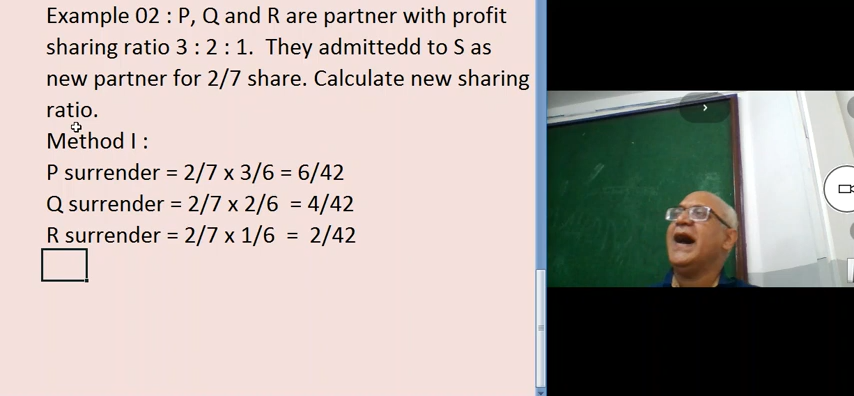 Example 02 : P, Q and R are partner with profit
sharing ratio 3 : 2 : 1. They admittedd to S as
new partner for 2/7 share. Calculate new sharing
ratio.
Method I :
P surrender = 2/7 x 3/6 = 6/42
Q surrender = 2/7 x 2/6 = 4/42
R surrender = 2/7 x 1/6 = 2/42